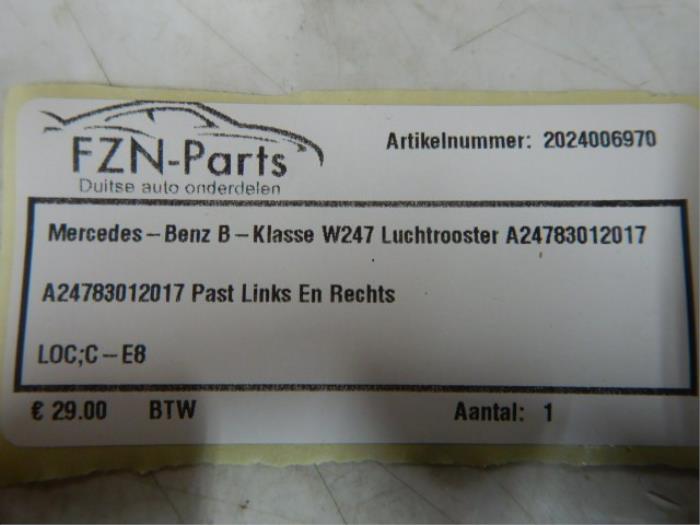 FZN-Parts
Duitse auto onderdelen
Artikelnummer: 2024006970
Mercedes-Benz B-Klasse W247 Luchtrooster A24783012017
A24783012017 Past Links En Rechts
LOC;C-E8
€ 29.00 BTW Aantal: 1